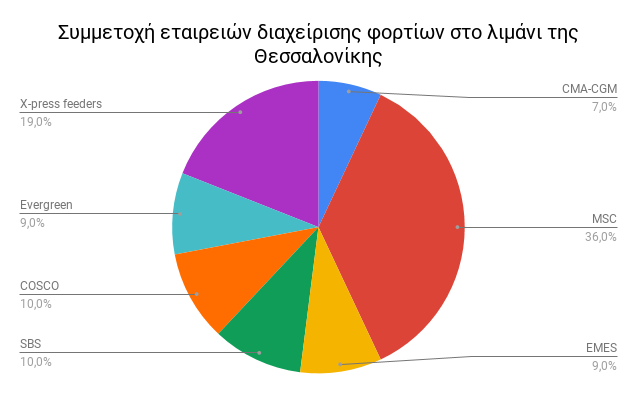 Συμμετοχή εταιρειών διαχείρισης φορτίων στο λιμάνι της
Θεσσαλονίκης
CMA-CGM
7,0%
MSC
36,0%
EMES
9,0%
SBS
10,0%
COSCO
10,0%
Evergreen
9,0%
X-press feeders
19,0%